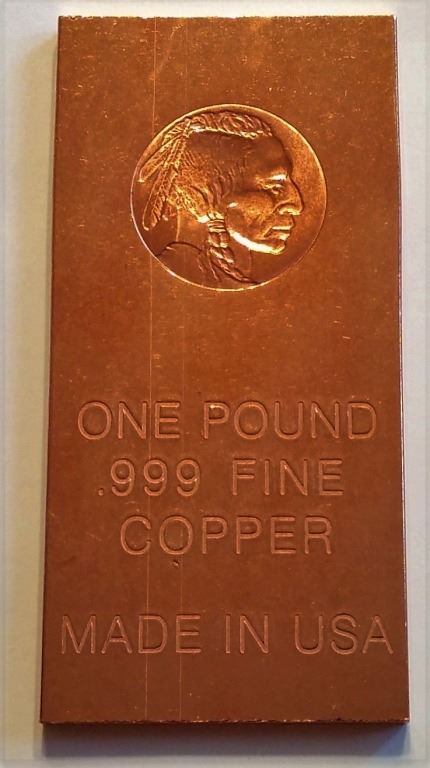 ONE POUND
.999 FINE
COPPER
MADE IN USA